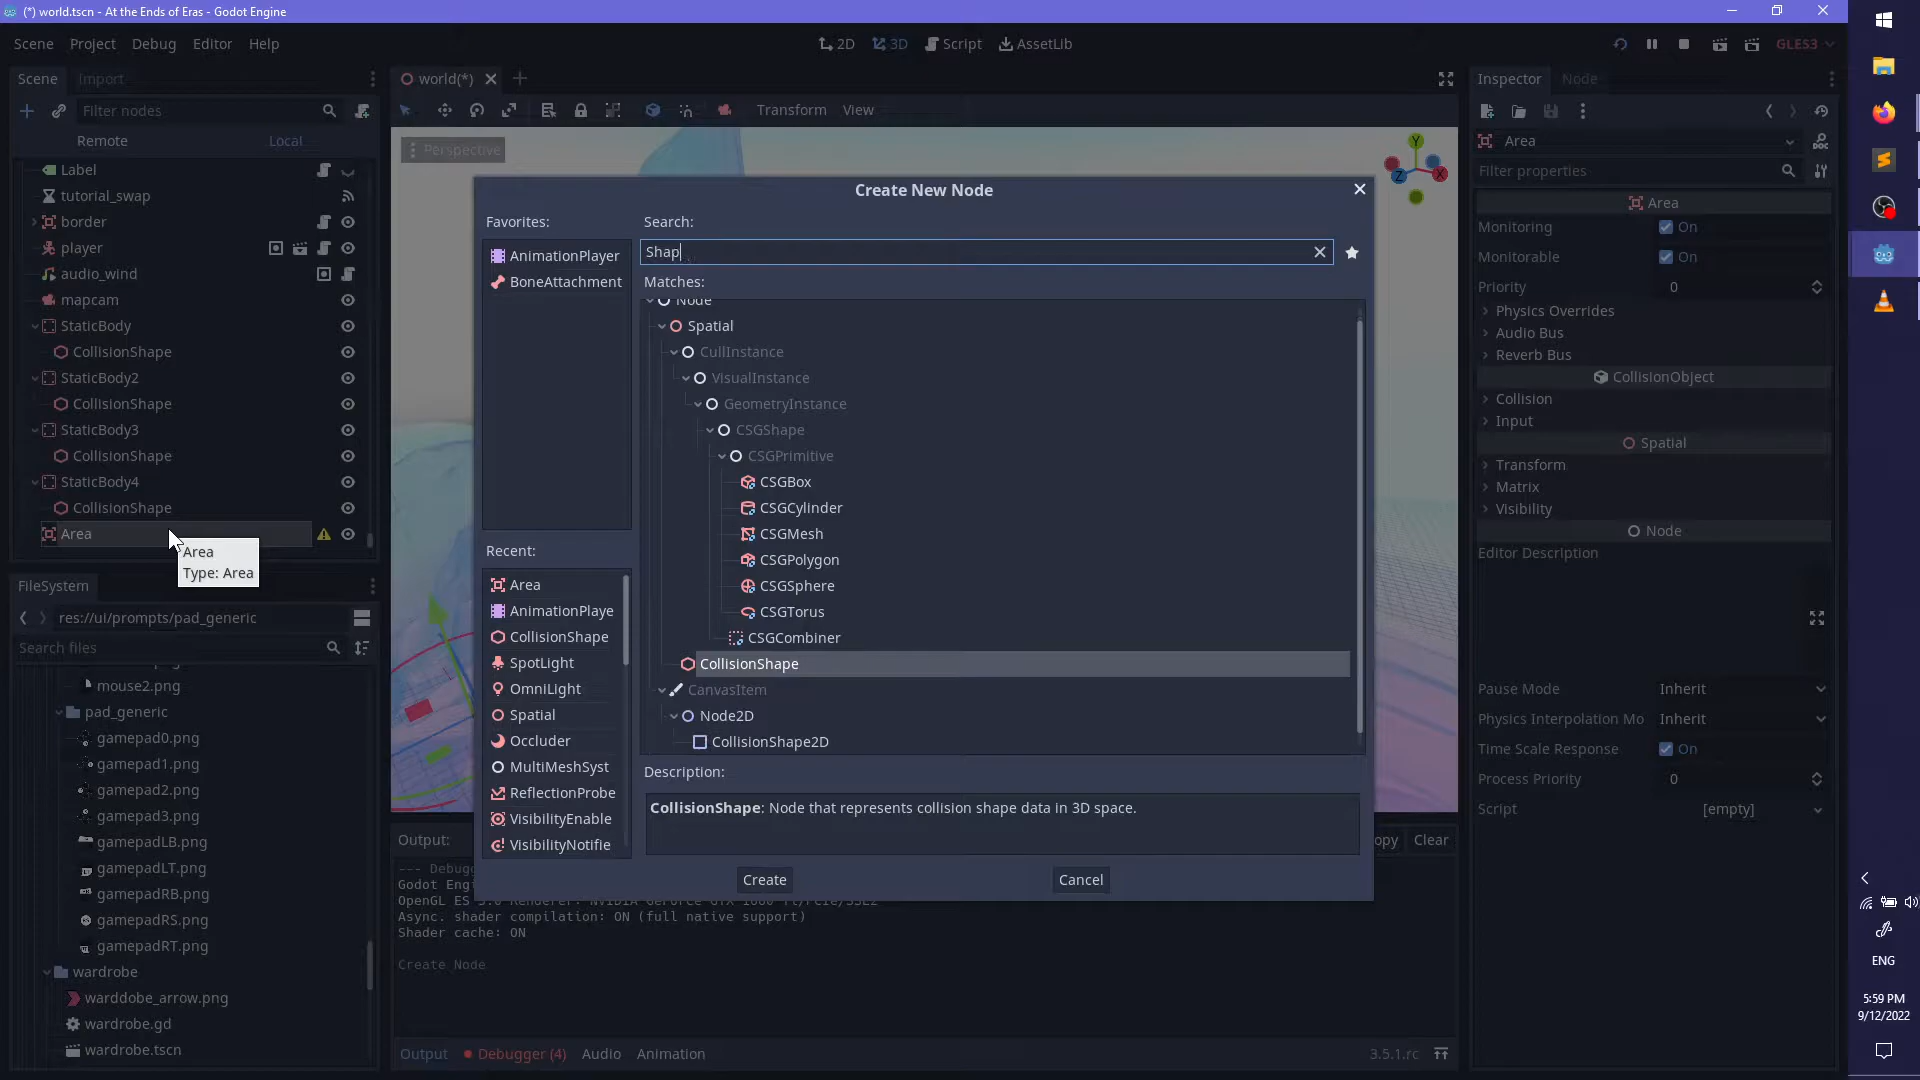 (*) world.tscn - At the Ends of Eras - Godot Engine
Scene Project Debug Editor Help
2D 3D Script AssetLib
GLES3
Scene Import
Filter nodes
Remote Local
Label
tutorial_swap
border
player
audio_wind
mapcam
StaticBody
CollisionShape
StaticBody2
CollisionShape
StaticBody3
CollisionShape
StaticBody4
CollisionShape
Area
Area
Type: Area
FileSystem
res://ui/prompts/pad_generic
Search files
mouse2.png
pad_generic
gamepad0.png
gamepad1.png
gamepad2.png
gamepad3.png
gamepadLB.png
gamepadLT.png
gamepadRB.png
gamepadRS.png
gamepadRT.png
wardrobe
warddobe_arrow.png
wardrobe.gd
wardrobe.tscn
world(*)
Transform View
Perspective
Y
X
Z
Create New Node
Favorites:
AnimationPlayer
BoneAttachment
Recent:
Area
AnimationPlaye
CollisionShape
SpotLight
OmniLight
Spatial
Occluder
MultiMeshSyst
ReflectionProbe
VisibilityEnable
VisibilityNotifie
Search:
Shap
Matches:
Node
Spatial
CullInstance
VisualInstance
GeometryInstance
CSGShape
CSGPrimitive
CSGBox
CSGCylinder
CSGMesh
CSGPolygon
CSGSphere
CSGTorus
CSGCombiner
CollisionShape
CanvasItem
Node2D
CollisionShape2D
Description:
CollisionShape: Node that represents collision shape data in 3D space.
Create Cancel
Output:
opy Clear
Async. shader compilation: ON (full native support)
Shader cache: ON
Create Node
Output Debugger (4) Audio Animation
3.5.1.rc
Inspector Node
Area
Filter properties
Area
Monitoring On
Monitorable On
Priority 0
Physics Overrides
Audio Bus
Reverb Bus
CollisionObject
Collision
Input
Spatial
Transform
Matrix
Visibility
Node
Editor Description
Pause Mode Inherit
Physics Interpolation Mo Inherit
Time Scale Response On
Process Priority 0
Script [empty]
ENG
5:59 PM
9/12/2022